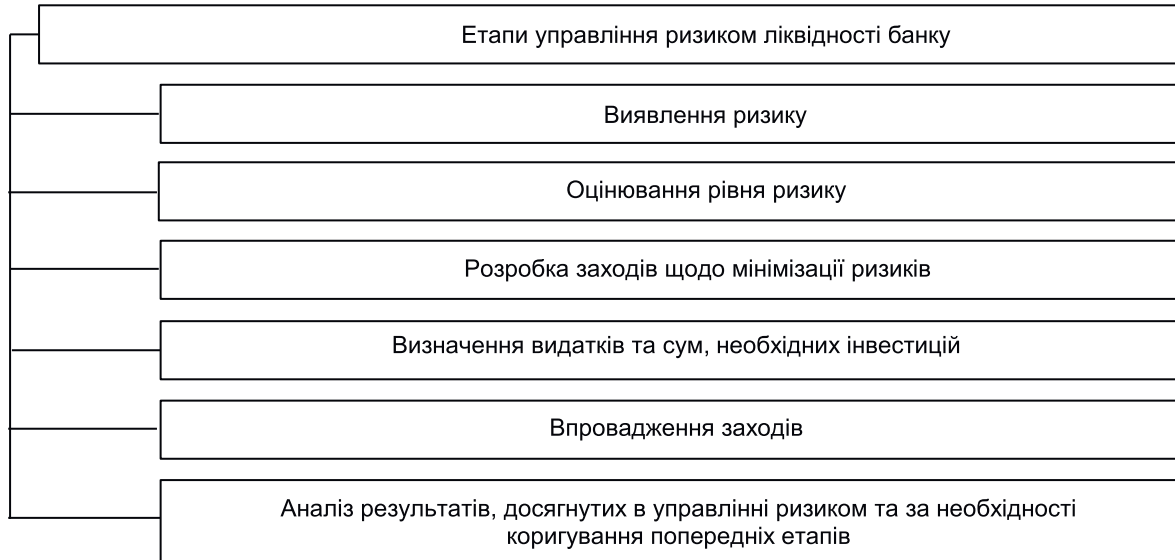 Етапи управління ризиком ліквідності банку
Виявлення ризику
Оцінювання рівня ризику
Розробка заходів щодо мінімізації ризиків
Визначення видатків та сум, необхідних інвестицій
Впровадження заходів
Аналіз результатів, досягнутих в управлінні ризиком та за необхідності
коригування попередніх етапів